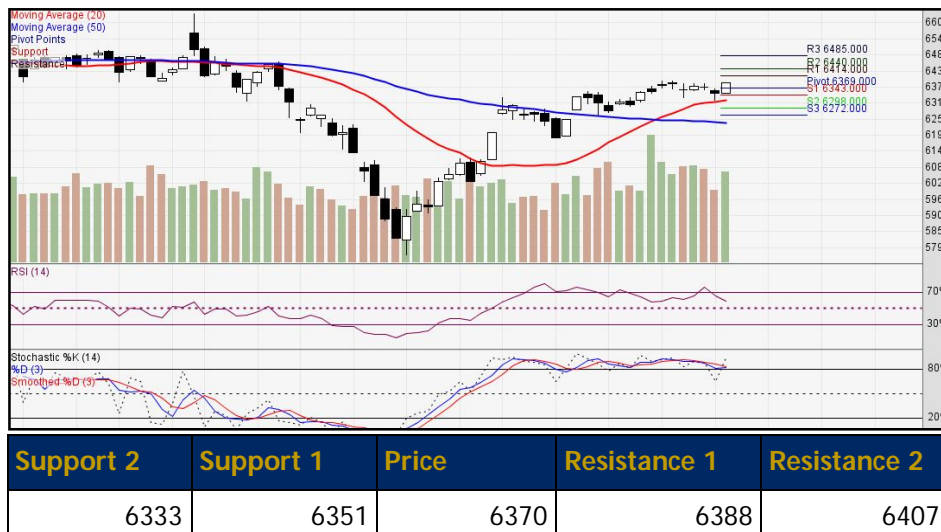 Moving Average (20)
Moving Average (50)
Pivot Points
Support
Resistance
R3 6485.000
R2 6440.000
R1 6414.000
Pivot 6369.000
S1 6343.000
S2 6298.000
S3 6272.000
RSI (14)
70%
30%
Stochastic %K (14)
%D (3)
Smoothed %D (3)
80%
20%
Support 2 Support 1 Price Resistance 1 Resistance 2
6333 6351 6370 6388 6407